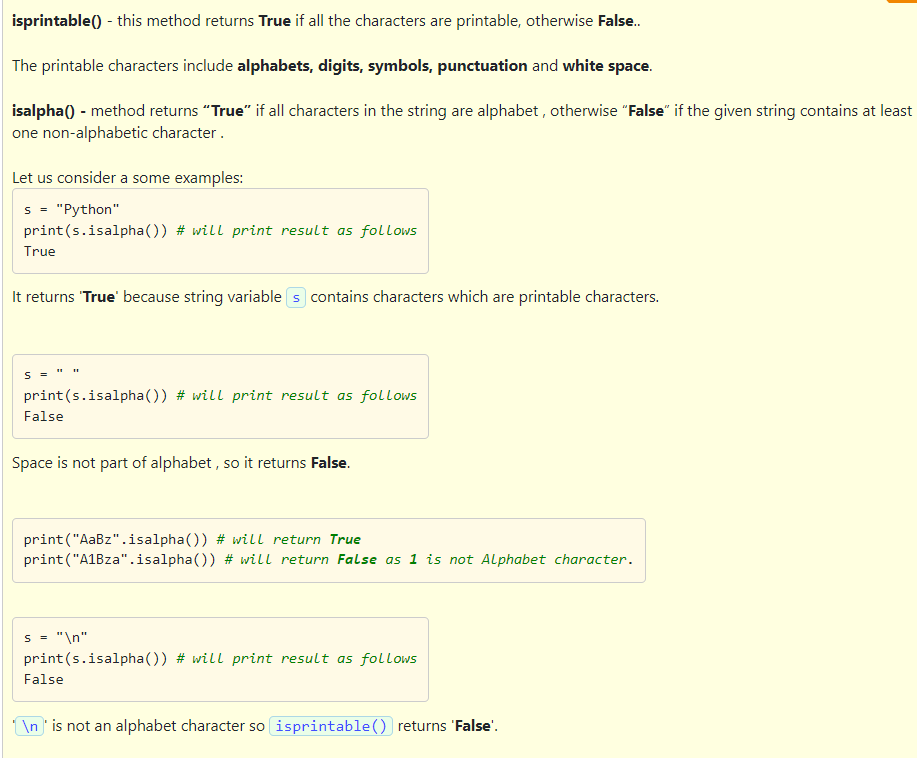 isprintable() - this method returns True if all the characters are printable, otherwise False..
The printable characters include alphabets, digits, symbols, punctuation and white space.
isalpha() - method returns “True” if all characters in the string are alphabet , otherwise “False” if the given string contains at least
one non-alphabetic character .
Let us consider a some examples:
s = "Python"
print(s.isalpha()) # will print result as follows
True
It returns 'True' because string variable s contains characters which are printable characters.
s = " "
print(s.isalpha()) # will print result as follows
False
Space is not part of alphabet , so it returns False.
print("AaBz".isalpha()) # will return True
print("A1Bza".isalpha()) # will return False as 1 is not Alphabet character.
s = "\n"
print(s.isalpha()) # will print result as follows
False
'\n' is not an alphabet character so isprintable() returns 'False'.